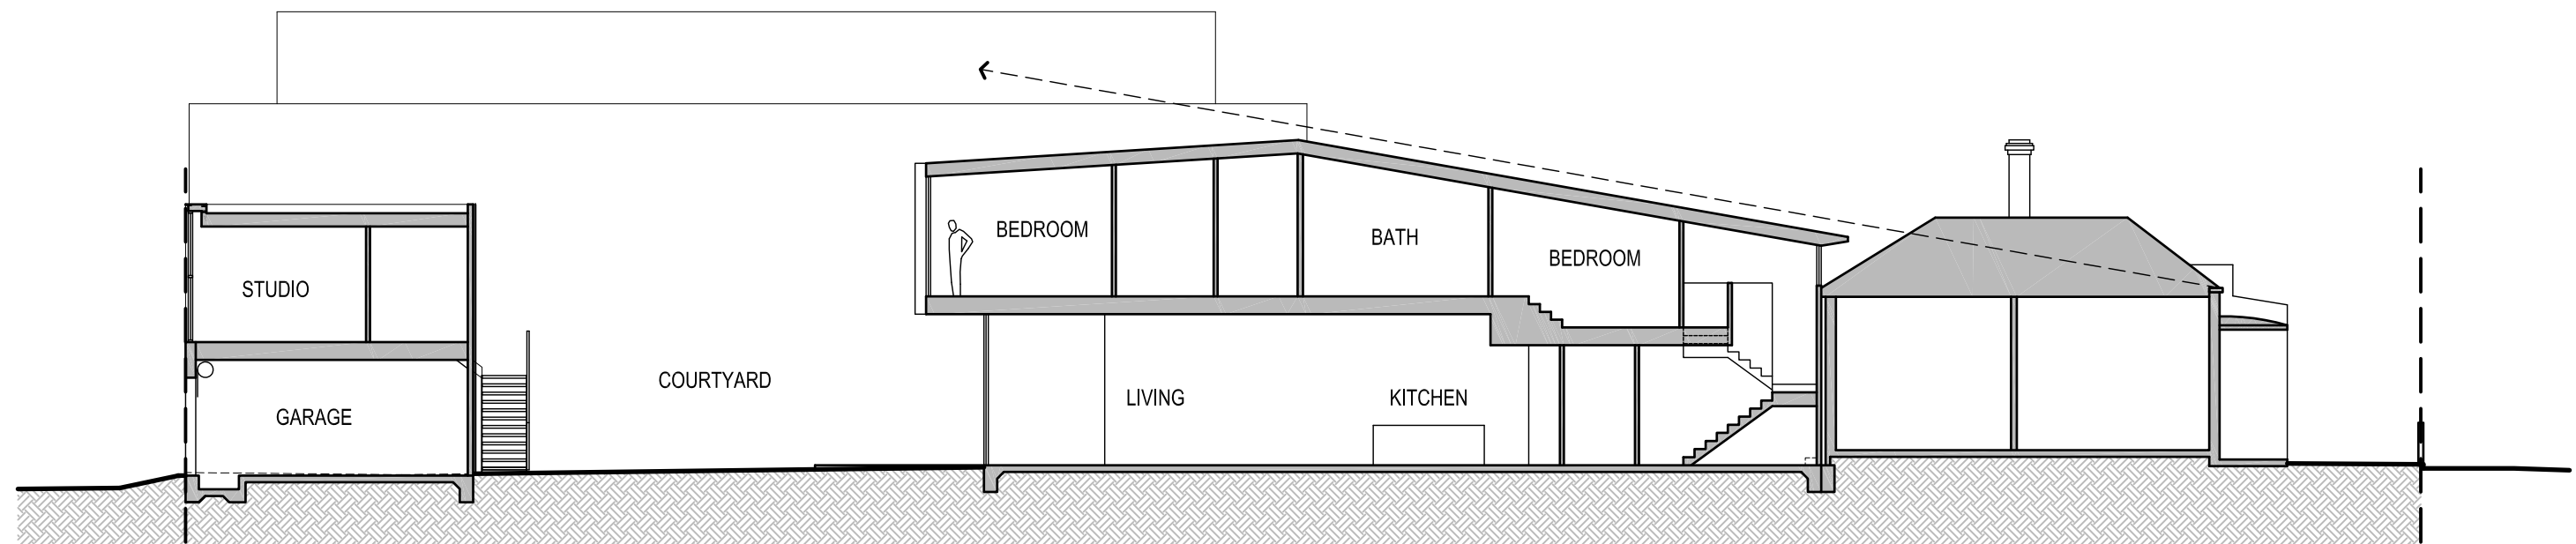 BEDROOM
BATH
BEDROOM
STUDIO
COURTYARD
LIVING
KITCHEN
GARAGE